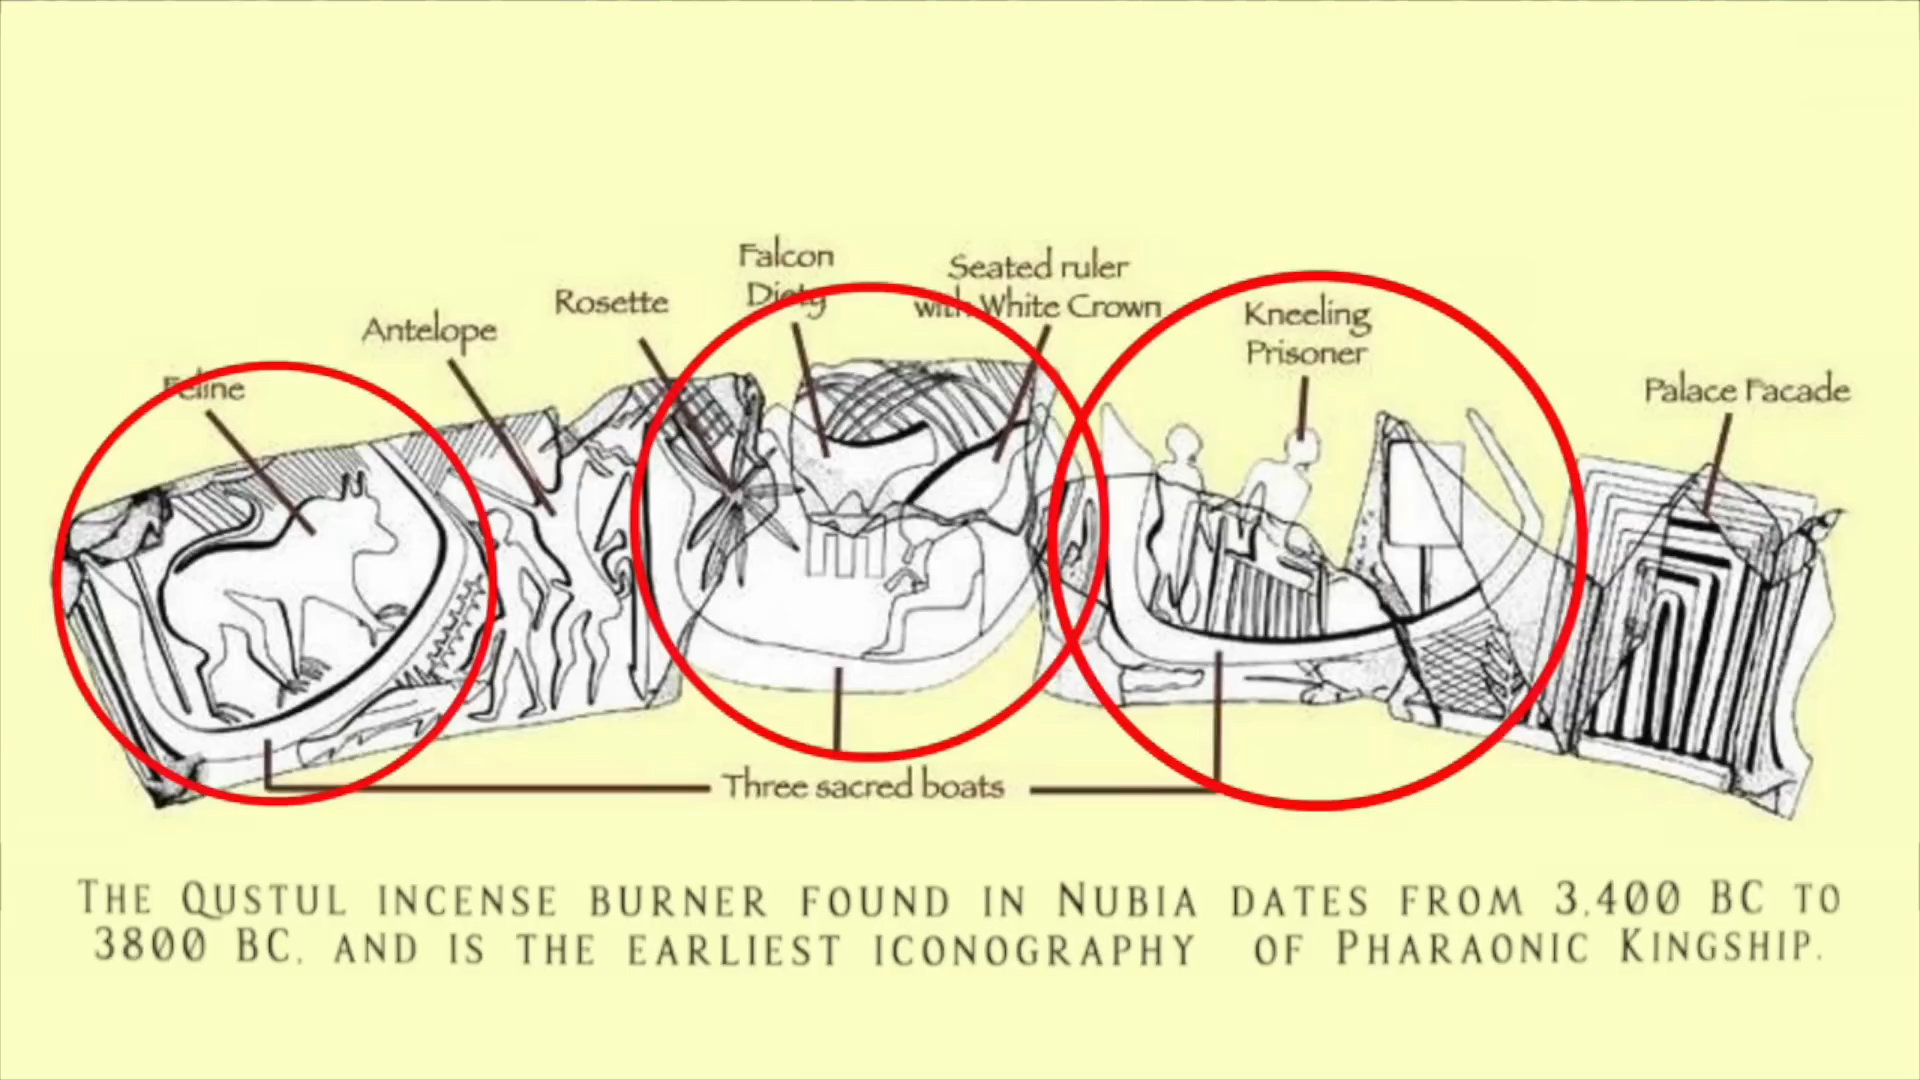 Falcon
Diety
Seated ruler
with White Crown
Rosette
Kneeling
Prisoner
Antelope
Feline
Palace Facade
Three sacred boats
The Qustul incense burner found in Nubia dates from 3,400 BC to
3800 BC, and is the earliest iconography of Pharaonic Kingship.